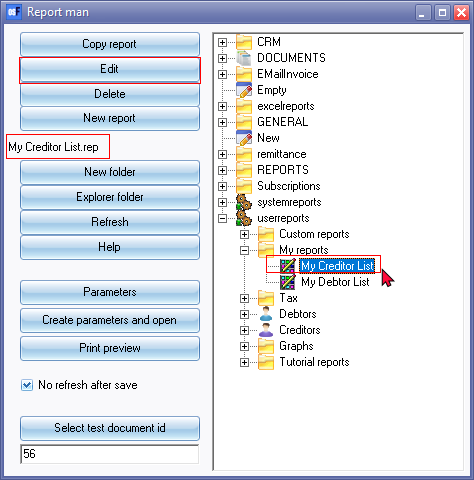 Report man
Copy report
Edit
Delete
New report
My Creditor List.rep
New folder
Explorer folder
Refresh
Help
Parameters
Create parameters and open
Print preview
No refresh after save
Select test document id
56
CRM
DOCUMENTS
EMailInvoice
Empty
excelreports
GENERAL
New
remittance
REPORTS
Subscriptions
systemreports
userreports
Custom reports
My reports
My Creditor List
My Debtor List
Tax
Debtors
Creditors
Graphs
Tutorial reports